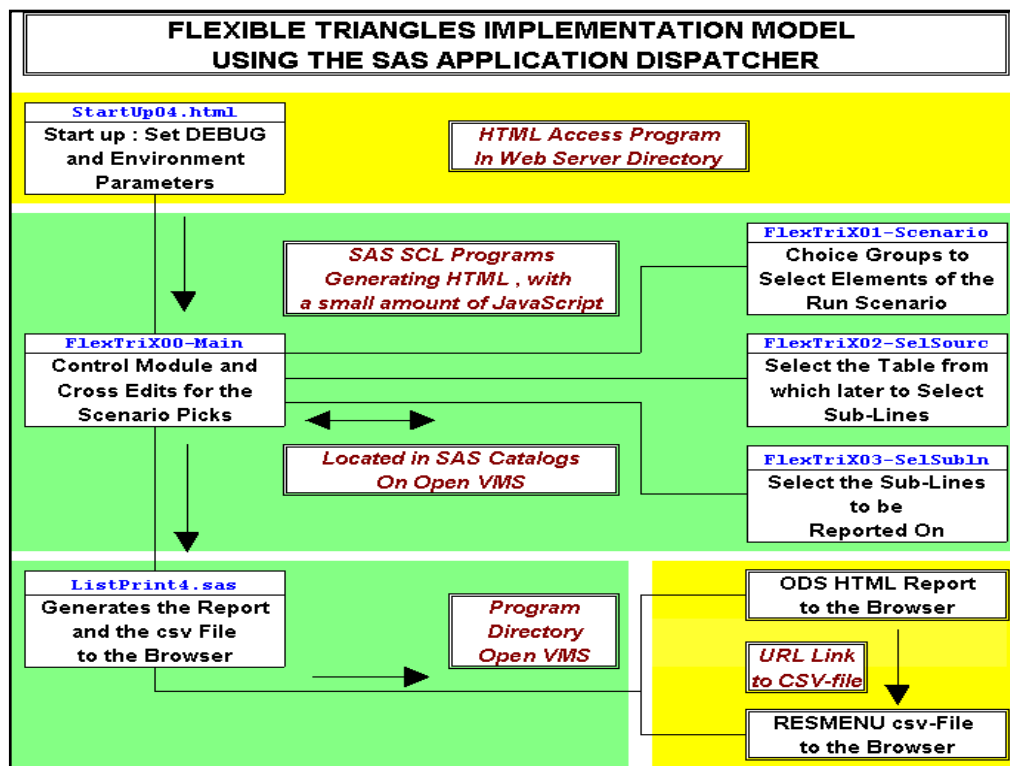 FLEXIBLE TRIANGLES IMPLEMENTATION MODEL
USING THE SAS APPLICATION DISPATCHER
StartUp04.html
Start up : Set DEBUG
and Environment
Parameters
HTML Access Program
In Web Server Directory
SAS SCL Programs
Generating HTML , with
a small amount of JavaScript
FlexTriX01-Scenario
Choice Groups to
Select Elements of the
Run Scenario
FlexTriX00-Main
Control Module and
Cross Edits for the
Scenario Picks
FlexTriX02-SelSourc
Select the Table from
which later to Select
Sub-Lines
Located in SAS Catalogs
On Open VMS
FlexTriX03-SelSubln
Select the Sub-Lines
to be
Reported On
ListPrint4.sas
Generates the Report
and the csv File
to the Browser
Program
Directory
Open VMS
ODS HTML Report
to the Browser
URL Link
to CSV-file
RESMENU csv-File
to the Browser